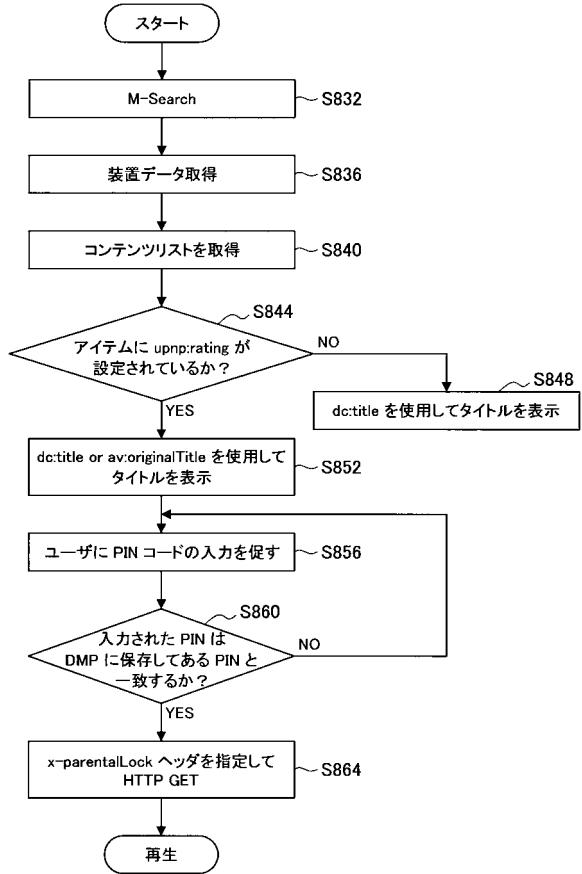 スタート
M-Search
S832
装置データ取得
S836
コンテンツリストを取得
S840
S844
アイテムに upnp:rating が
設定されているか？
NO
YES
S848
dc:title を使用してタイトルを表示
dc:title or av:originalTitle を使用して
タイトルを表示
S852
ユーザに PIN コードの入力を促す
S856
S860
入力された PIN は
DMP に保存してある PIN と
一致するか？
NO
YES
x-parentalLock ヘッダを指定して
HTTP GET
S864
再生